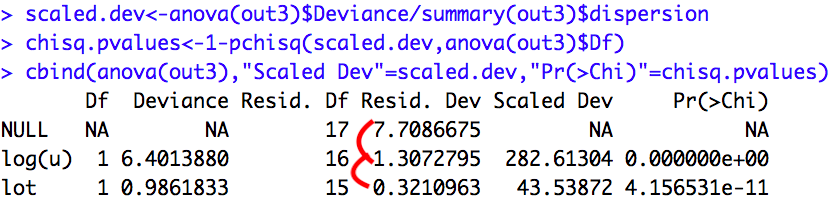 > scaled.dev<-anova(out3)$Deviance/summary(out3)$dispersion
> chisq.pvalues<-1-pchisq(scaled.dev,anova(out3)$Df)
> cbind(anova(out3),"Scaled Dev"=scaled.dev,"Pr(>Chi)"=chisq.pvalues)
Df Deviance Resid. Df Resid. Dev Scaled Dev Pr(>Chi)
NULL NA NA 17 7.7086675 NA NA
log(u) 1 6.4013880 16 1.3072795 282.61304 0.000000e+00
lot 1 0.9861833 15 0.3210963 43.53872 4.156531e-11